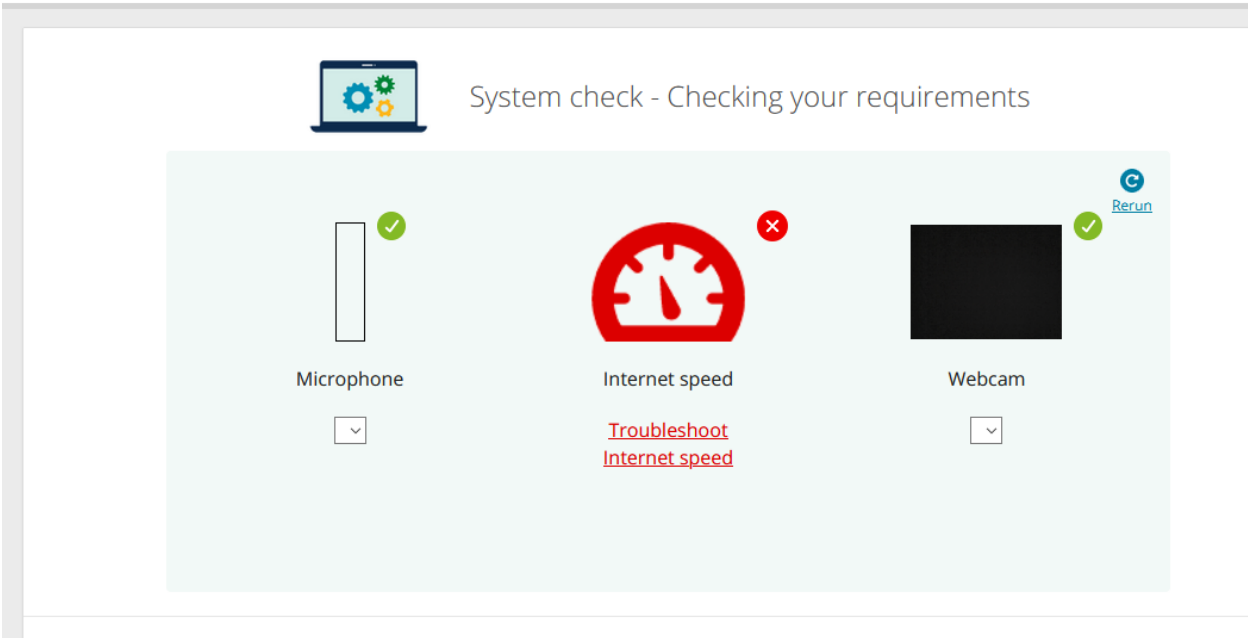 System check - Checking your requirements
Rerun
Microphone
Internet speed
Webcam
Troubleshoot
Internet speed